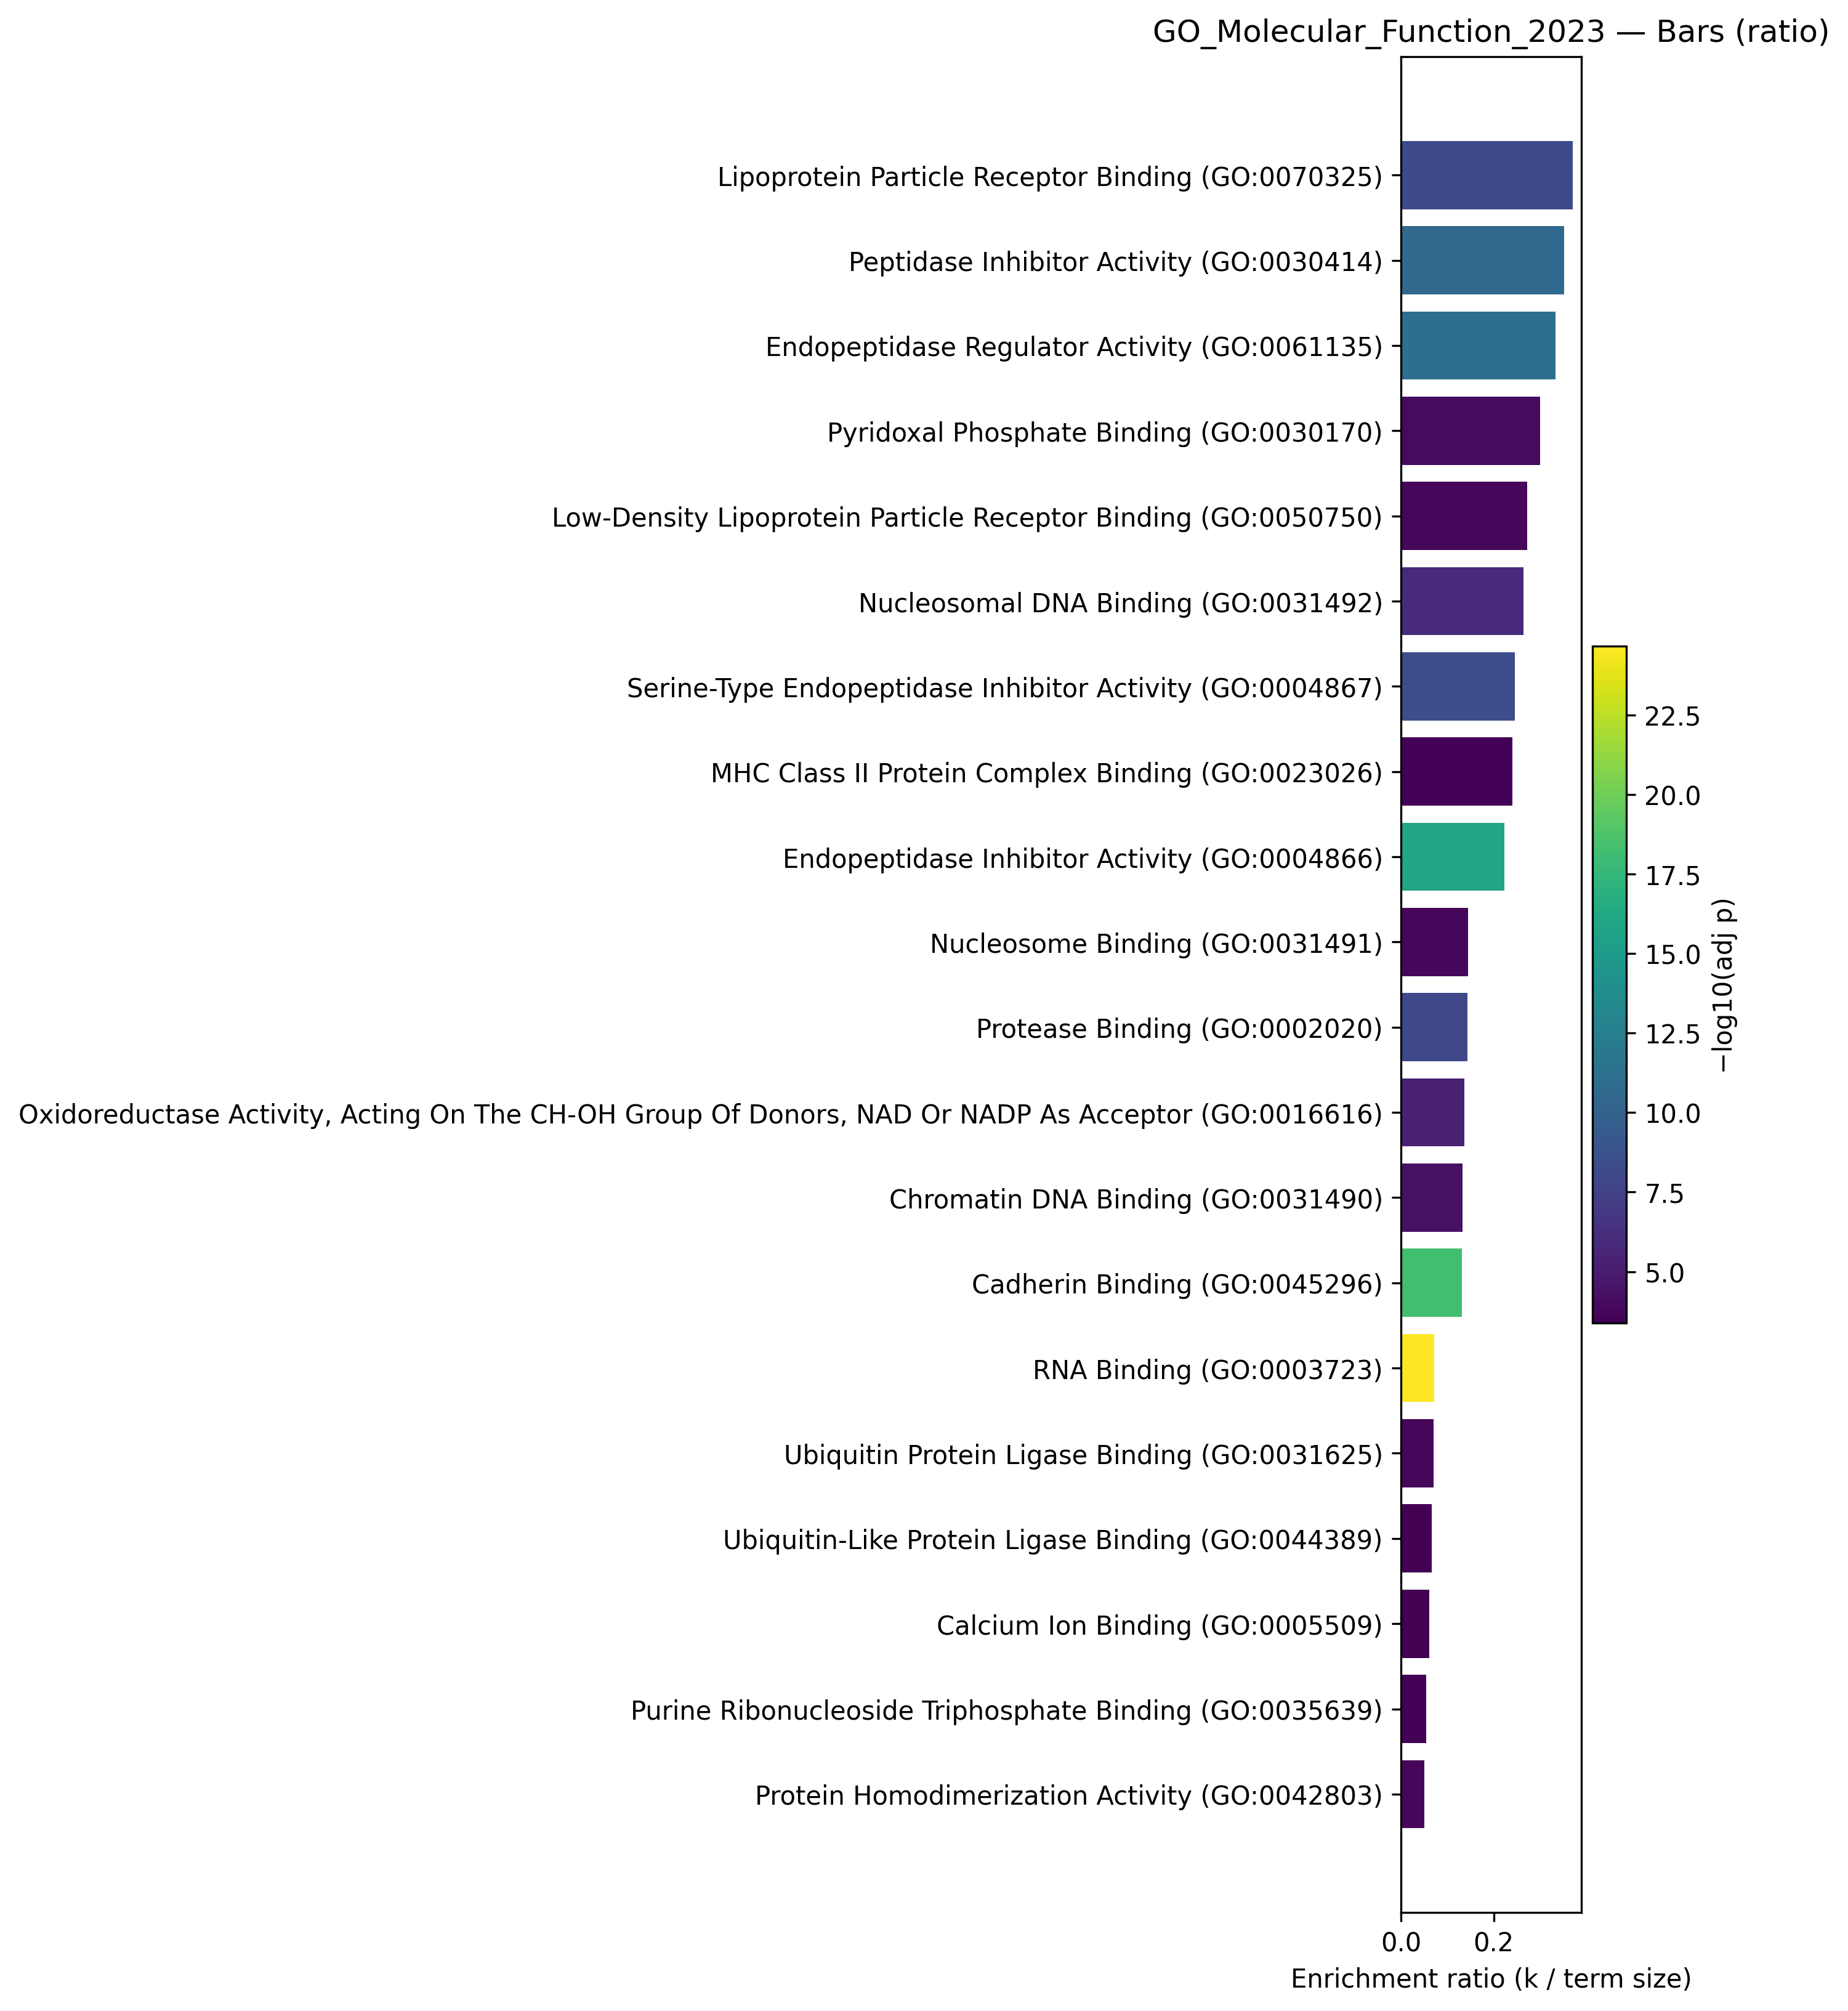 GO_Molecular_Function_2023 — Bars (ratio)
Lipoprotein Particle Receptor Binding (GO:0070325)
Peptidase Inhibitor Activity (GO:0030414)
Endopeptidase Regulator Activity (GO:0061135)
Pyridoxal Phosphate Binding (GO:0030170)
Low-Density Lipoprotein Particle Receptor Binding (GO:0050750)
Nucleosomal DNA Binding (GO:0031492)
Serine-Type Endopeptidase Inhibitor Activity (GO:0004867)
MHC Class II Protein Complex Binding (GO:0023026)
Endopeptidase Inhibitor Activity (GO:0004866)
Nucleosome Binding (GO:0031491)
Protease Binding (GO:0002020)
Oxidoreductase Activity, Acting On The CH-OH Group Of Donors, NAD Or NADP As Acceptor (GO:0016616)
Chromatin DNA Binding (GO:0031490)
Cadherin Binding (GO:0045296)
RNA Binding (GO:0003723)
Ubiquitin Protein Ligase Binding (GO:0031625)
Ubiquitin-Like Protein Ligase Binding (GO:0044389)
Calcium Ion Binding (GO:0005509)
Purine Ribonucleoside Triphosphate Binding (GO:0035639)
Protein Homodimerization Activity (GO:0042803)
0.0 0.2
Enrichment ratio (k / term size)
22.5
20.0
17.5
15.0
12.5
10.0
7.5
5.0
−log10(adj p)